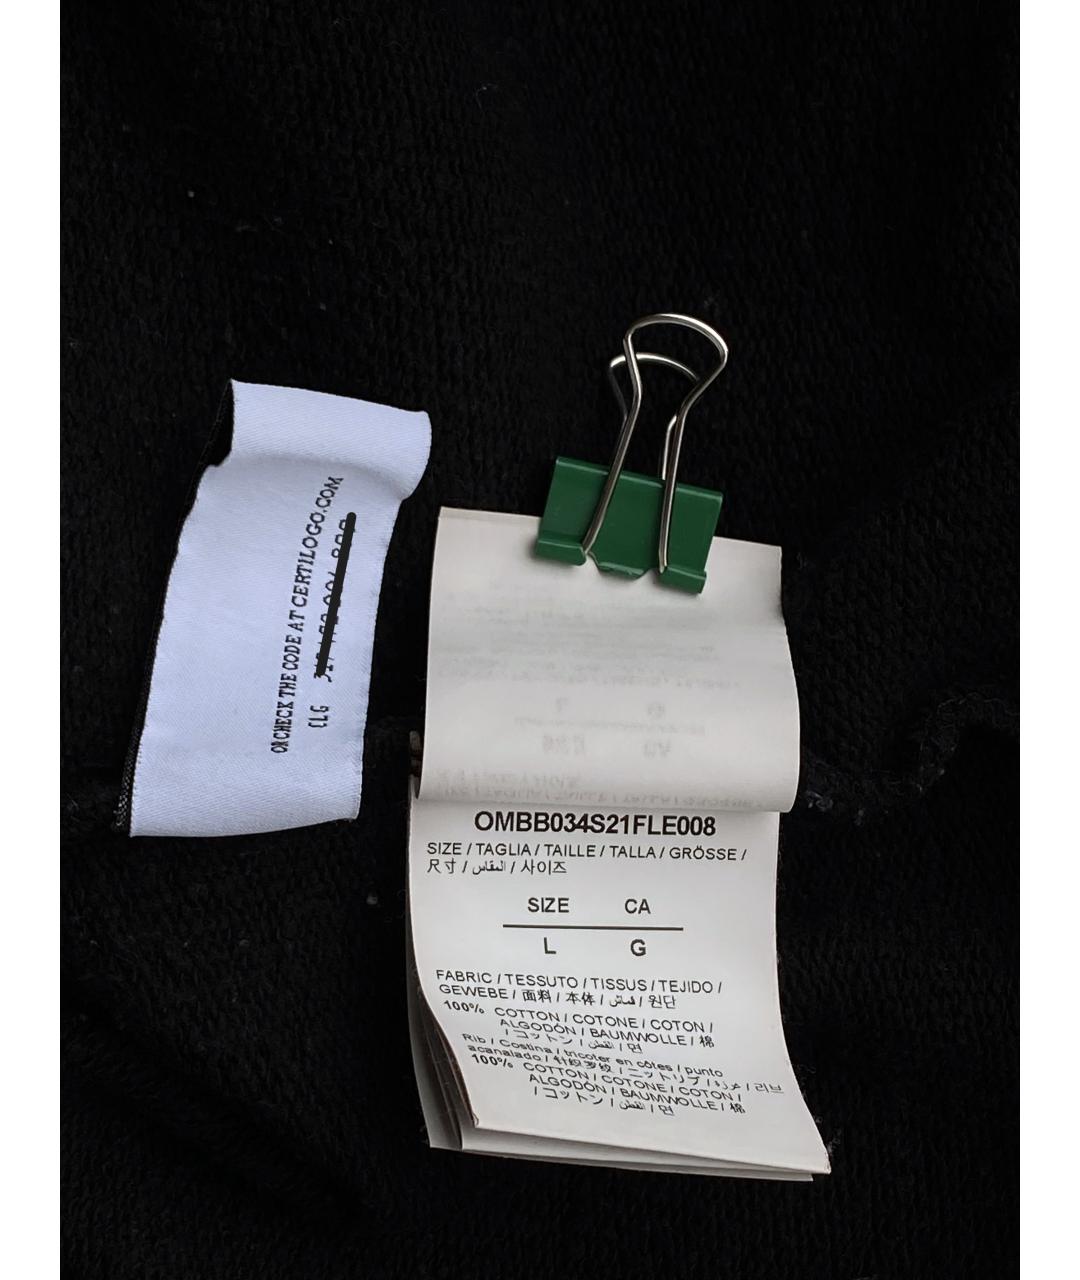 OR CHECK THE CODE AT CERTILOGO.COM
CLG
OMBB034S21FLE008
SIZE / TAGLIA / TAILLE / TALLA / GRÖSSE /
尺寸 / المقاس / 사이즈
SIZE CA
L G
FABRIC / TESSUTO / TISSUS / TEJIDO /
GEWEBE / 面料 / 本体 / قماش / 원단
100% COTTON / COTONE / COTON /
ALGODÓN / BAUMWOLLE / 棉
/ コットン / القطن / 면
Rib / Costina / tricoter en côtes / punto
acanalado / 针织罗纹 / ニットリブ / / 리브
100% COTTON / COTONE / COTON /
ALGODÓN / BAUMWOLLE / 棉
/ コットン / القطن / 면